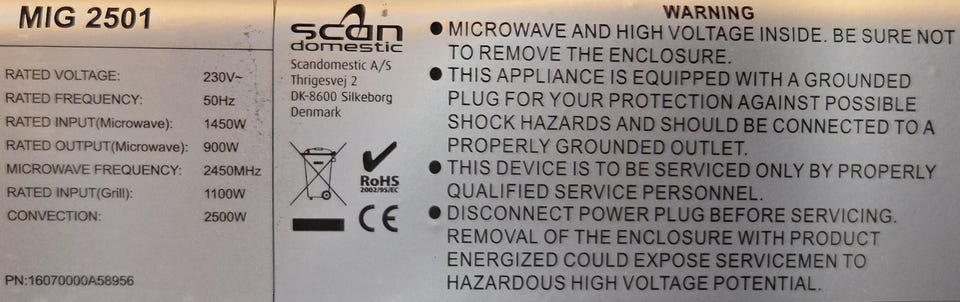 MIG 2501
RATED VOLTAGE: 230V~
RATED FREQUENCY: 50Hz
RATED INPUT(Microwave): 1450W
RATED OUTPUT(Microwave): 900W
MICROWAVE FREQUENCY: 2450MHz
RATED INPUT(Grill): 1100W
CONVECTION: 2500W
PN:16070000A58956
scan
domestic
Scandomestic A/S
Thrigesvej 2
DK-8600 Silkeborg
Denmark
RoHS
2002/95/EC
CE
WARNING
● MICROWAVE AND HIGH VOLTAGE INSIDE. BE SURE NOT
TO REMOVE THE ENCLOSURE.
● THIS APPLIANCE IS EQUIPPED WITH A GROUNDED
PLUG FOR YOUR PROTECTION AGAINST POSSIBLE
SHOCK HAZARDS AND SHOULD BE CONNECTED TO A
PROPERLY GROUNDED OUTLET.
● THIS DEVICE IS TO BE SERVICED ONLY BY PROPERLY
QUALIFIED SERVICE PERSONNEL.
● DISCONNECT POWER PLUG BEFORE SERVICING.
REMOVAL OF THE ENCLOSURE WITH PRODUCT
ENERGIZED COULD EXPOSE SERVICEMEN TO
HAZARDOUS HIGH VOLTAGE POTENTIAL.